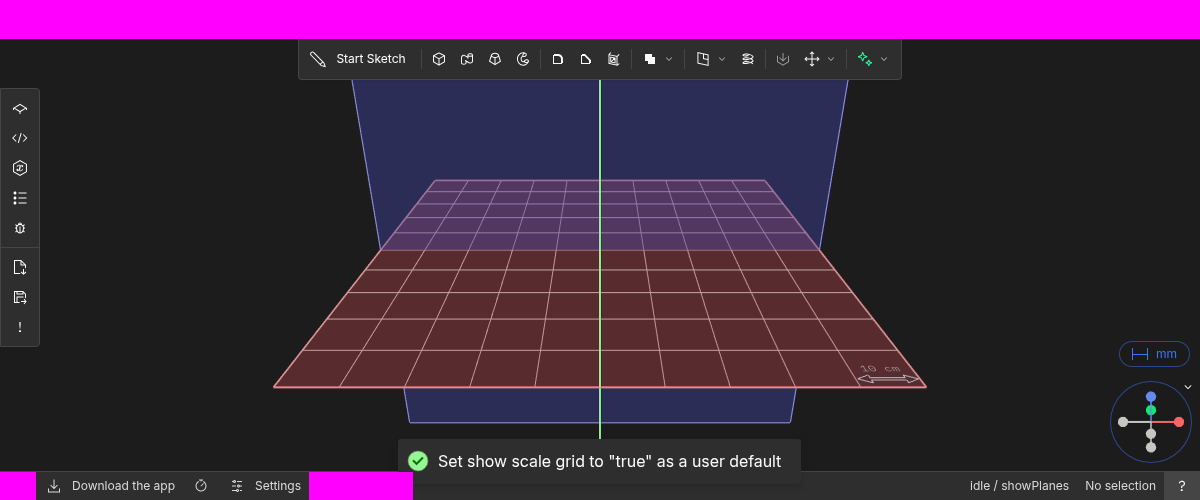 Start Sketch
10 cm
mm
Set show scale grid to "true" as a user default
Download the app
Settings
idle / showPlanes
No selection
?